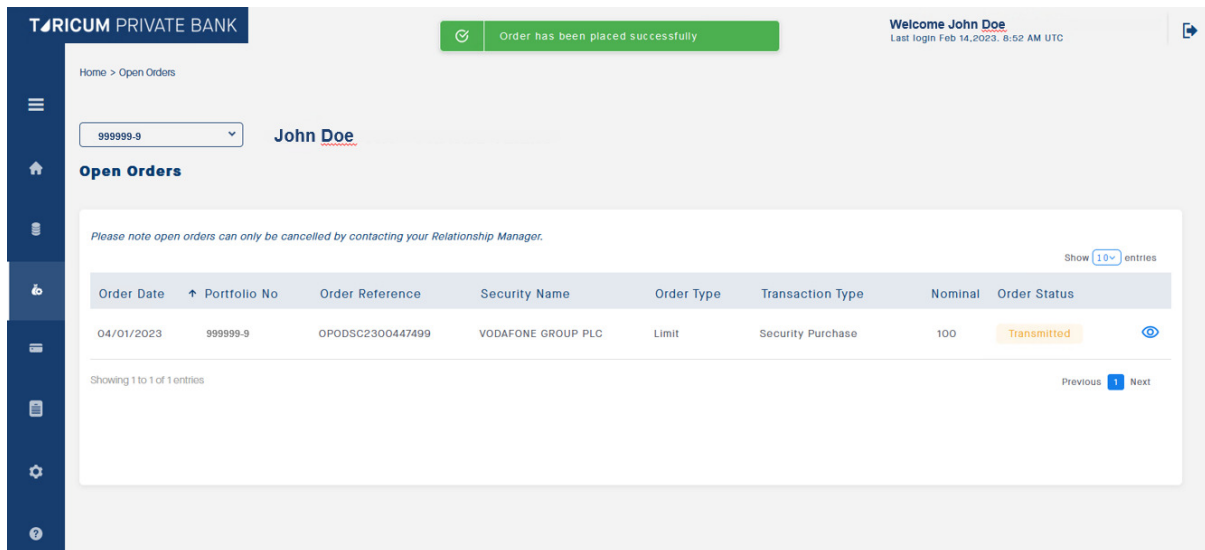 TARICUM PRIVATE BANK
Order has been placed successfully
Welcome John Doe
Last login Feb 14,2023. 8:52 AM UTC
Home > Open Orders
999999-9
John Doe
Open Orders
Please note open orders can only be cancelled by contacting your Relationship Manager.
Show 10 entries
Order Date ↑ Portfolio No Order Reference Security Name Order Type Transaction Type Nominal Order Status
04/01/2023 999999-9 OPODSC2300447499 VODAFONE GROUP PLC Limit Security Purchase 100 Transmitted
Showing 1 to 1 of 1 entries
Previous 1 Next